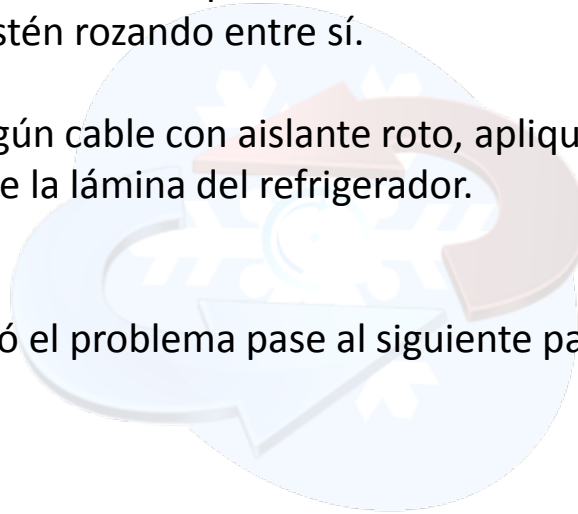 stén rozando entre sí.
gún cable con aislante roto, apliqu
e la lámina del refrigerador.
ó el problema pase al siguiente pa